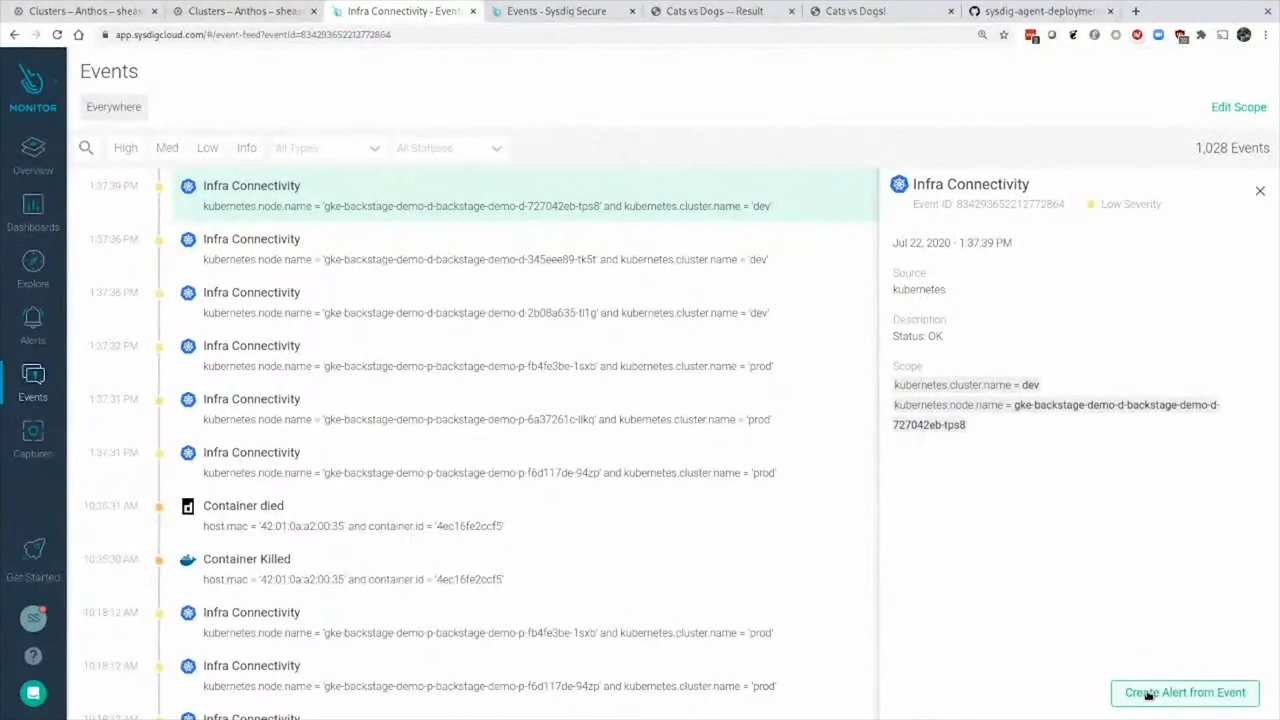 Clusters – Anthos – sheas
Clusters – Anthos – sheas
Infra Connectivity - Event
Events - Sysdig Secure
Cats vs Dogs -- Result
Cats vs Dogs!
sysdig-agent-deployment
app.sysdigcloud.com/#/event-feed?eventId=834293652212772864
MONITOR
Overview
Dashboards
Explore
Alerts
Events
Captures
Get Started
SS
Events
Everywhere
Edit Scope
High Med Low Info All Types All Statuses
1,028 Events
1:37:39 PM Infra Connectivity
kubernetes.node.name = 'gke-backstage-demo-d-backstage-demo-d-727042eb-tps8' and kubernetes.cluster.name = 'dev'
1:37:36 PM Infra Connectivity
kubernetes.node.name = 'gke-backstage-demo-d-backstage-demo-d-345eee89-tk5t' and kubernetes.cluster.name = 'dev'
1:37:36 PM Infra Connectivity
kubernetes.node.name = 'gke-backstage-demo-d-backstage-demo-d-2b08a635-tl1g' and kubernetes.cluster.name = 'dev'
1:37:32 PM Infra Connectivity
kubernetes.node.name = 'gke-backstage-demo-p-backstage-demo-p-fb4fe3be-1sxb' and kubernetes.cluster.name = 'prod'
1:37:31 PM Infra Connectivity
kubernetes.node.name = 'gke-backstage-demo-p-backstage-demo-p-6a37261c-llkq' and kubernetes.cluster.name = 'prod'
1:37:31 PM Infra Connectivity
kubernetes.node.name = 'gke-backstage-demo-p-backstage-demo-p-f6d117de-94zp' and kubernetes.cluster.name = 'prod'
Container died
host.mac = '42:01:0a:a2:00:35' and container.id = '4ec16fe2ccf5'
Container Killed
host.mac = '42:01:0a:a2:00:35' and container.id = '4ec16fe2ccf5'
10:18:12 AM Infra Connectivity
kubernetes.node.name = 'gke-backstage-demo-p-backstage-demo-p-fb4fe3be-1sxb' and kubernetes.cluster.name = 'prod'
10:18:12 AM Infra Connectivity
kubernetes.node.name = 'gke-backstage-demo-p-backstage-demo-p-f6d117de-94zp' and kubernetes.cluster.name = 'prod'
10:18:12 AM Infra Connectivity
Infra Connectivity
Event ID: 834293652212772864 Low Severity
Jul 22, 2020 - 1:37:39 PM
Source
kubernetes
Description
Status: OK
Scope
kubernetes.cluster.name = dev
kubernetes.node.name = gke-backstage-demo-d-backstage-demo-d-
727042eb-tps8
Create Alert from Event